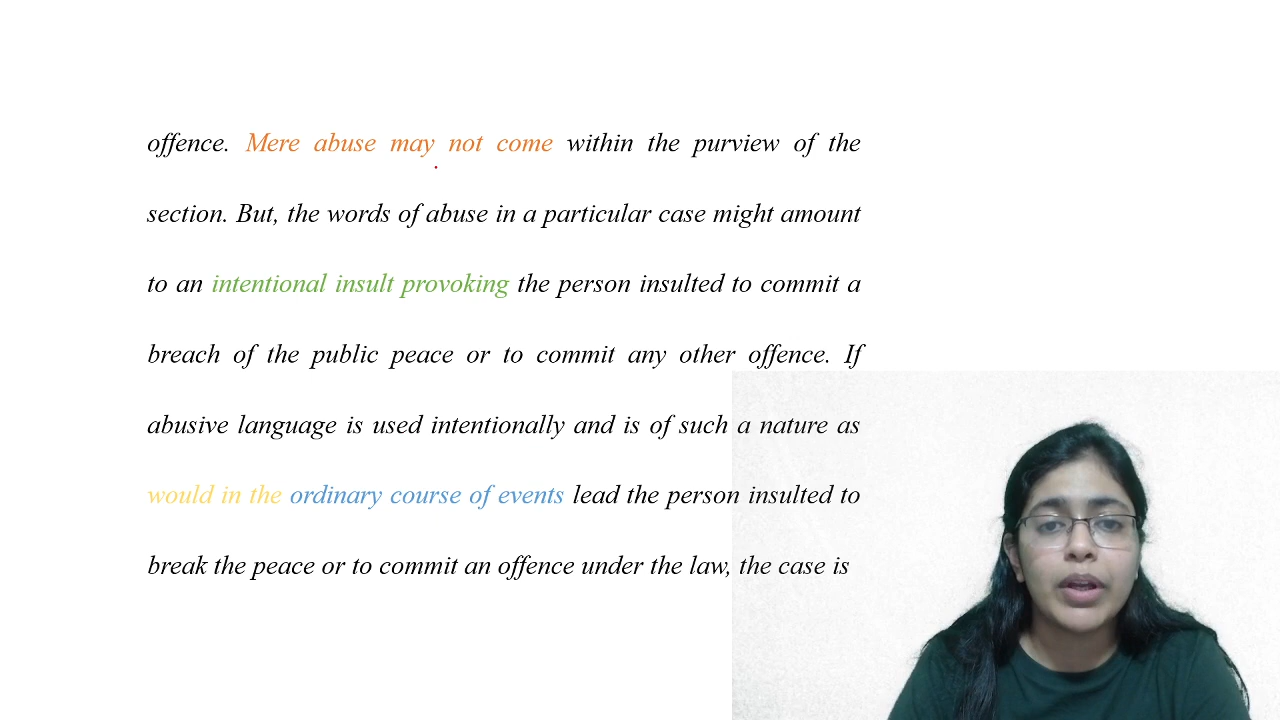 offence. Mere abuse may not come within the purview of the
section. But, the words of abuse in a particular case might amount
to an intentional insult provoking the person insulted to commit a
breach of the public peace or to commit any other offence. If
abusive language is used intentionally and is of such a nature as
would in the ordinary course of events lead the person insulted to
break the peace or to commit an offence under the law, the case is